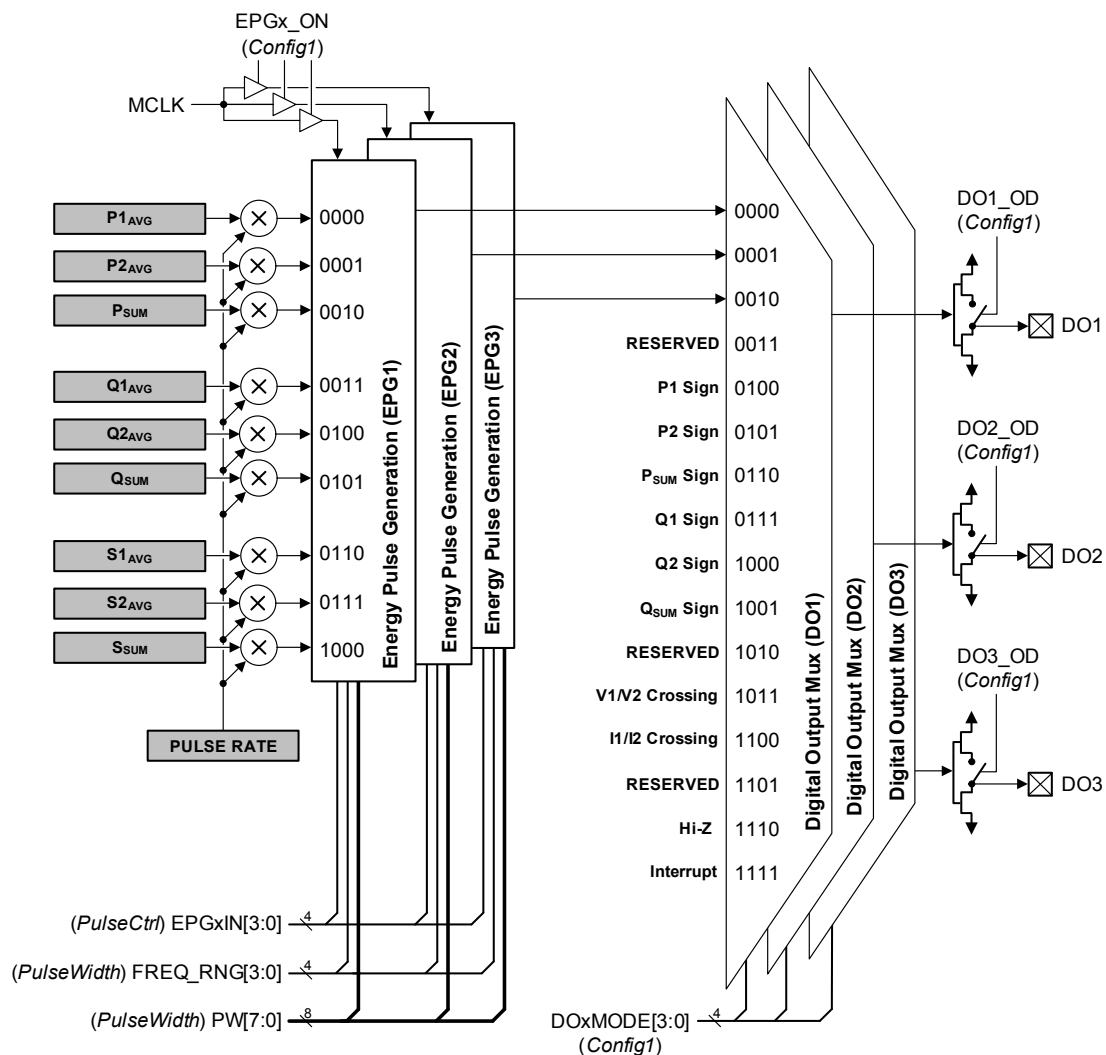 EPGx_ON
(Config1)
MCLK
P1AVG
P2AVG
PSUM
Q1AVG
Q2AVG
QSUM
S1AVG
S2AVG
SSUM
PULSE RATE
0000
0001
0010
0011
0100
0101
0110
0111
1000
Energy Pulse Generation (EPG1)
Energy Pulse Generation (EPG2)
Energy Pulse Generation (EPG3)
(PulseCtrl) EPGxIN[3:0] 4
(PulseWidth) FREQ_RNG[3:0] 4
(PulseWidth) PW[7:0] 8
0000
0001
0010
RESERVED 0011
P1 Sign 0100
P2 Sign 0101
PSUM Sign 0110
Q1 Sign 0111
Q2 Sign 1000
QSUM Sign 1001
RESERVED 1010
V1/V2 Crossing 1011
I1/I2 Crossing 1100
RESERVED 1101
Hi-Z 1110
Interrupt 1111
Digital Output Mux (DO1)
Digital Output Mux (DO2)
Digital Output Mux (DO3)
DOxMODE[3:0] 4
(Config1)
DO1_OD
(Config1)
DO1
DO2_OD
(Config1)
DO2
DO3_OD
(Config1)
DO3